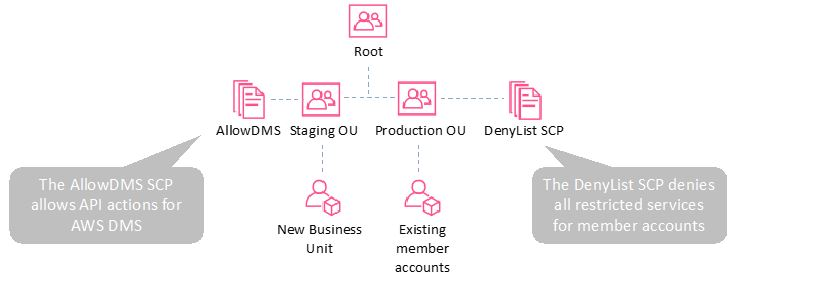 Root
AllowDMS
Staging OU
Production OU
DenyList SCP
The AllowDMS SCP
allows API actions for
AWS DMS
The DenyList SCP denies
all restricted services
for member accounts
New Business
Unit
Existing
member
accounts